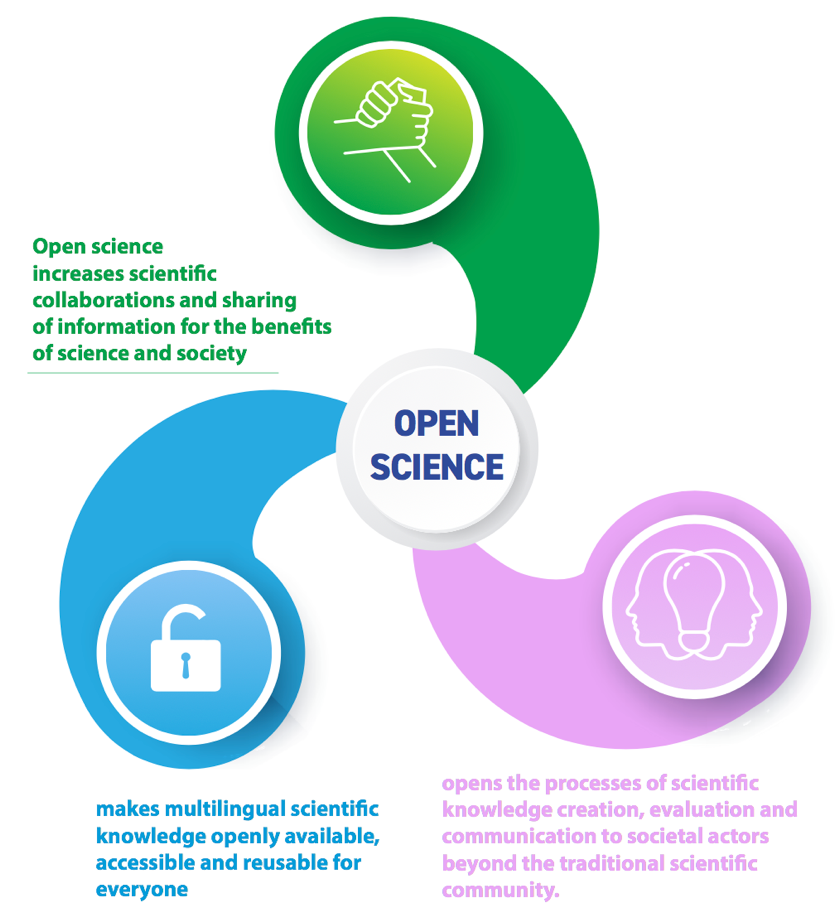 Open science
increases scientific
collaborations and sharing
of information for the benefits
of science and society
OPEN
SCIENCE
makes multilingual scientific
knowledge openly available,
accessible and reusable for
everyone
opens the processes of scientific
knowledge creation, evaluation and
communication to societal actors
beyond the traditional scientific
community.